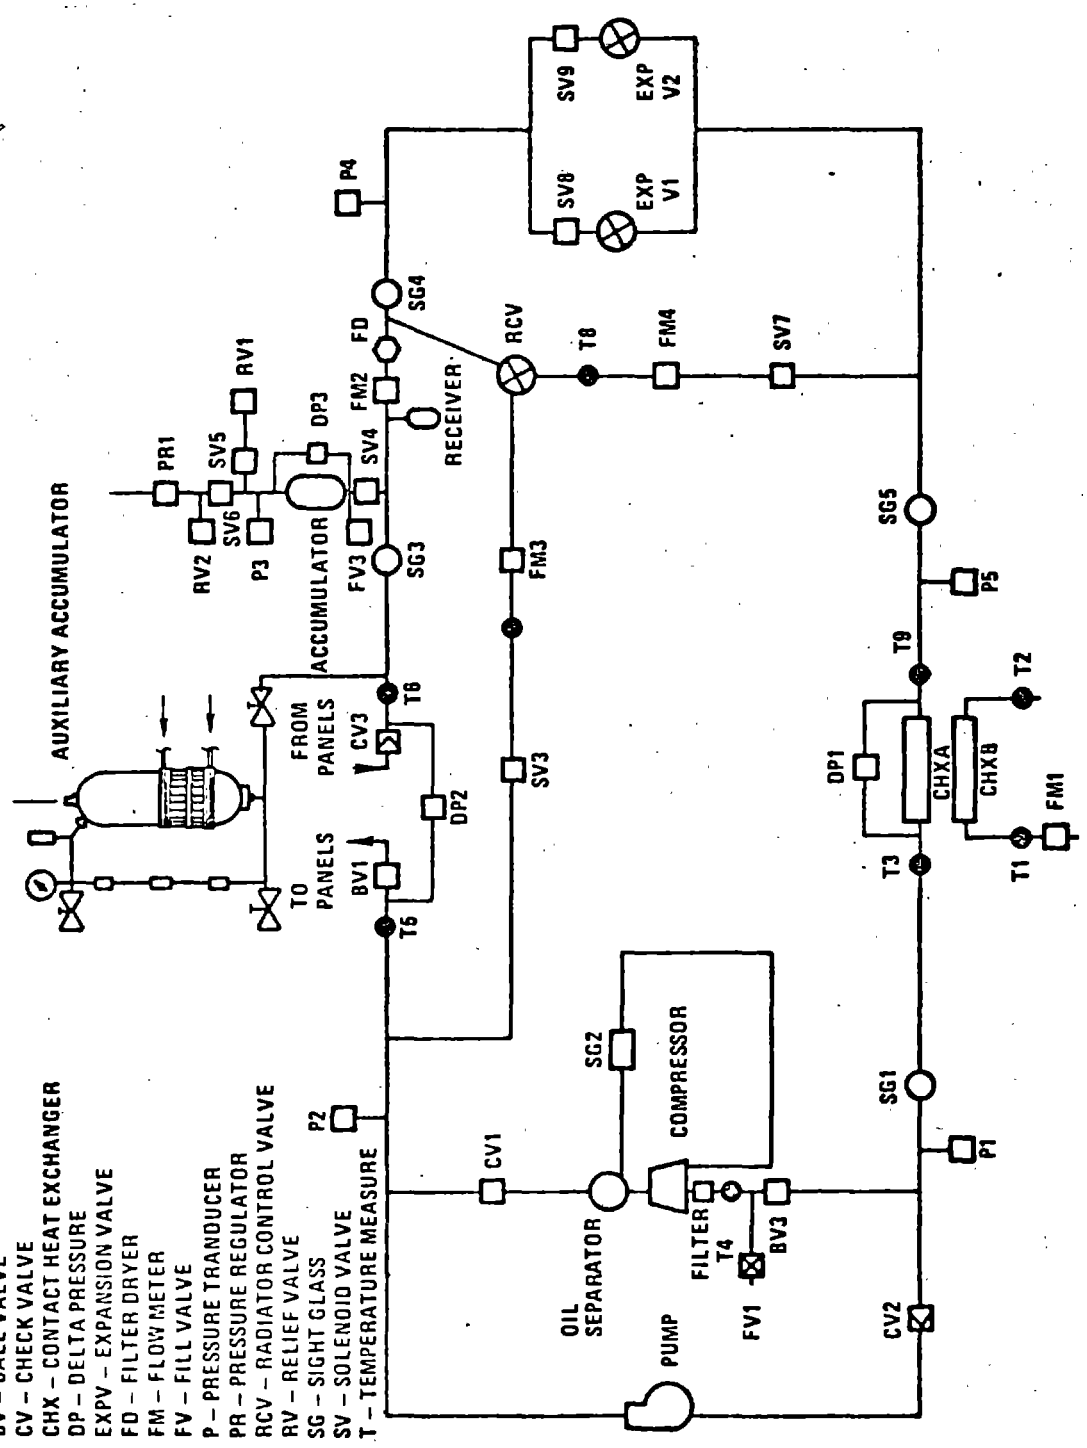 CV – CHECK VALVE
CHX – CONTACT HEAT EXCHANGER
DP – DELTA PRESSURE
EXPV – EXPANSION VALVE
FD – FILTER DRYER
FM – FLOW METER
FV – FILL VALVE
P – PRESSURE TRANDUCER
PR – PRESSURE REGULATOR
RCV – RADIATOR CONTROL VALVE
RV – RELIEF VALVE
SG – SIGHT GLASS
SV – SOLENOID VALVE
T – TEMPERATURE MEASURE
AUXILIARY ACCUMULATOR
PR1
RV2
SV6
SV5
RV1
P3
ACCUMULATOR
DP3
FV3
SV4
SG3
FM2
RECEIVER
FD
SG4
P4
TO
PANELS
FROM
PANELS
BV1
CV3
T5
T6
DP2
P2
SV3
FM3
RCV
T8
FM4
SV7
SV8
EXP
V1
SV9
EXP
V2
CV1
OIL
SEPARATOR
SG2
COMPRESSOR
FILTER
T4
FV1
BV3
PUMP
CV2
P1
SG1
T3
DP1
CHXA
CHXB
T1
FM1
T2
T9
P5
SG5